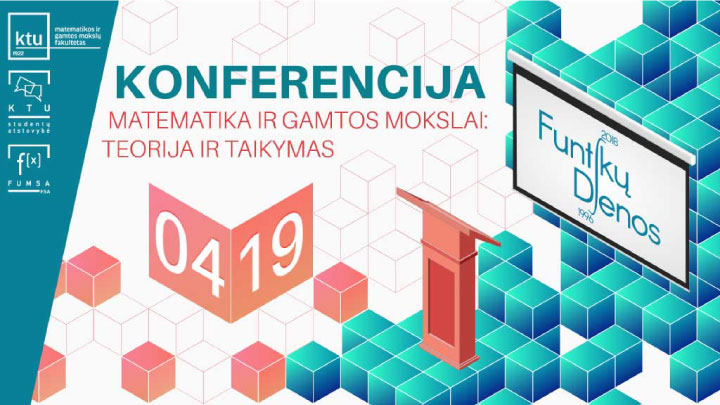 ktu
1922
matematikos ir
gamtos mokslų
fakultetas
KTU
studentų
atstovybė
f[x]
FUMSA
FSA
KONFERENCIJA
MATEMATIKA IR GAMTOS MOKSLAI:
TEORIJA IR TAIKYMAS
04 19
2018
Funtikų
Dienos
1996